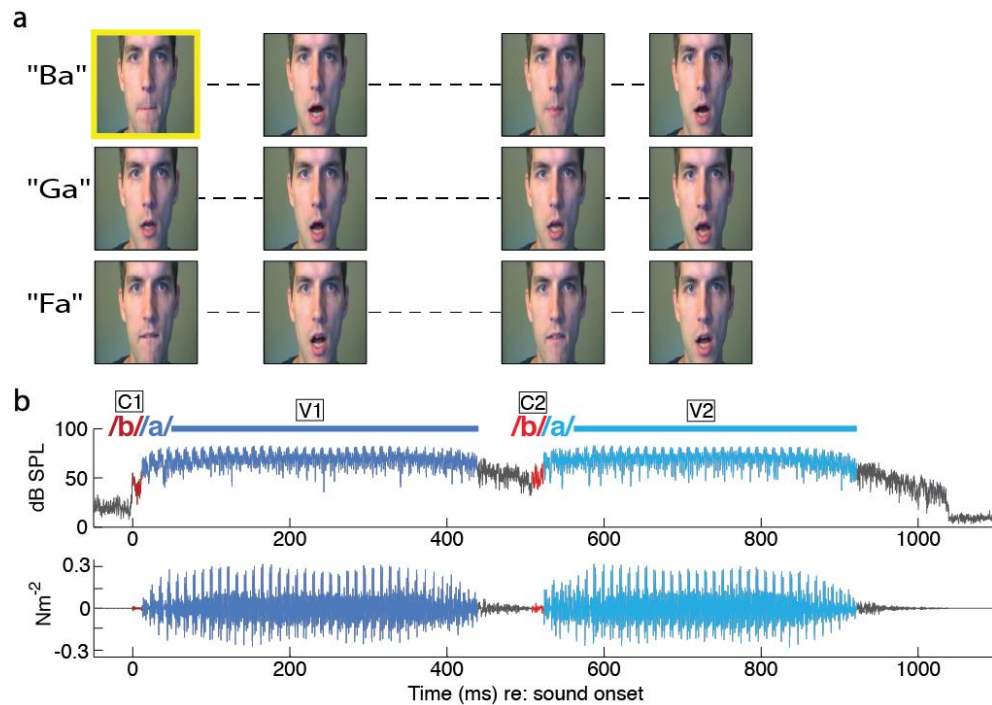 a
"Ba"
"Ga"
"Fa"
b
C1 V1 C2 V2
/b//a/ /b//a/
100
50
0
dB SPL
0 200 400 600 800 1000
0.3
0
-0.3
Nm-2
0 200 400 600 800 1000
Time (ms) re: sound onset